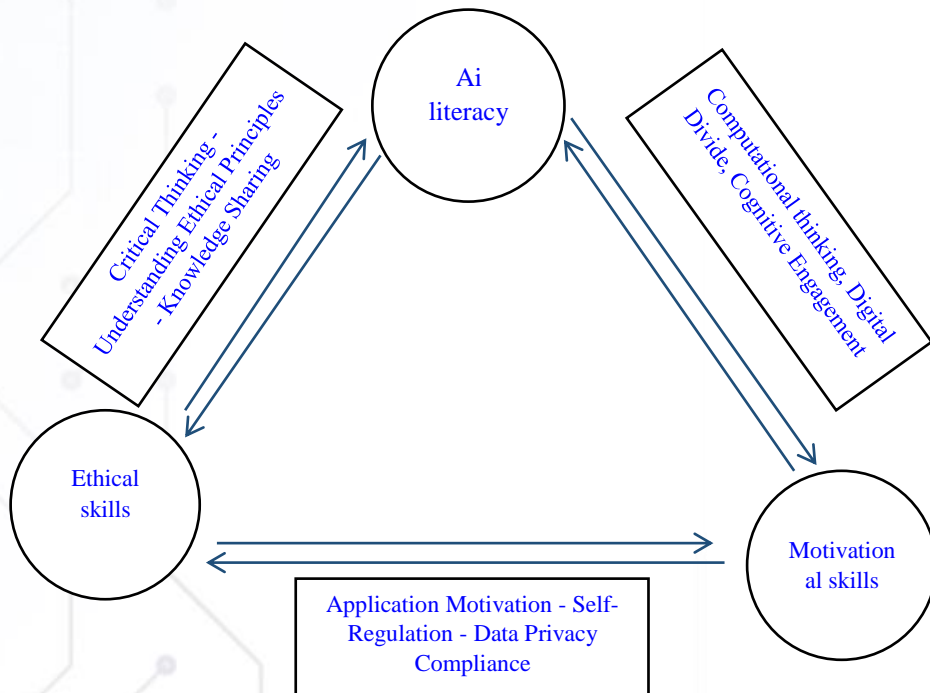 Ai
literacy
Critical Thinking -
Understanding Ethical Principles
- Knowledge Sharing
Computational thinking, Digital
Divide, Cognitive Engagement
Ethical
skills
Motivation
al skills
Application Motivation - Self-
Regulation - Data Privacy
Compliance